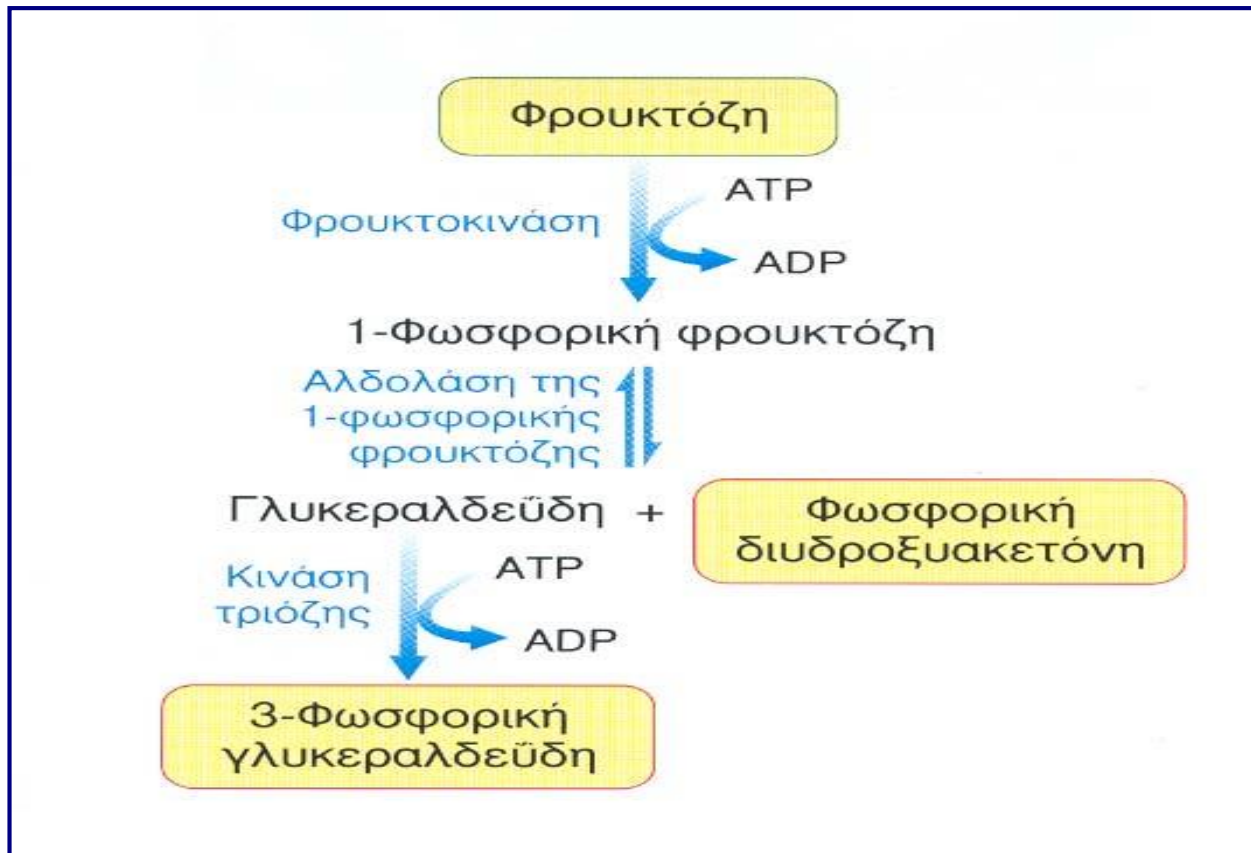 Φρουκτόζη
ATP
Φρουκτοκινάση
ADP
1-Φωσφορική φρουκτόζη
Αλδολάση της
1-φωσφορικής
φρουκτόζης
Γλυκεραλδεΰδη +
Φωσφορική
διυδροξυακετόνη
Κινάση
τριόζης
ATP
ADP
3-Φωσφορική
γλυκεραλδεΰδη